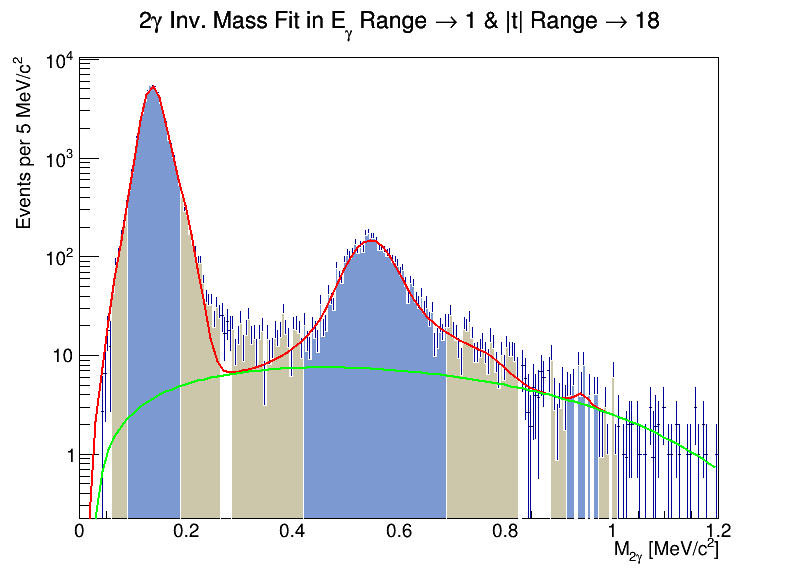 2γ Inv. Mass Fit in Eγ Range → 1 & |t| Range → 18
Events per 5 MeV/c²
10⁴
10³
10²
10
1
0 0.2 0.4 0.6 0.8 1 1.2
M2γ [MeV/c²]